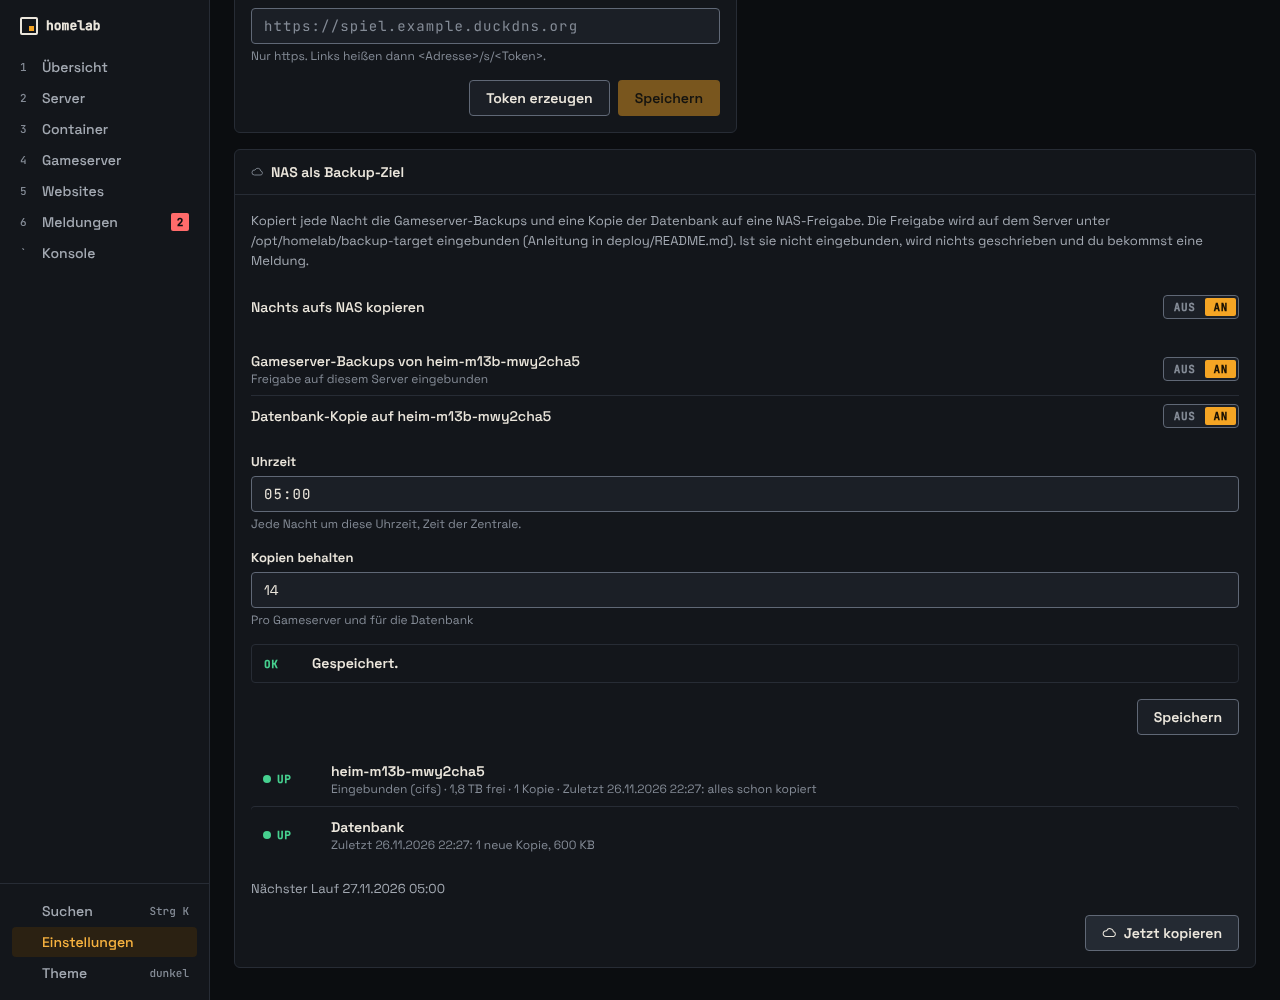 homelab
1 Übersicht
2 Server
3 Container
4 Gameserver
5 Websites
6 Meldungen 2
` Konsole
Suchen Strg K
Einstellungen
Theme dunkel
https://spiel.example.duckdns.org
Nur https. Links heißen dann <Adresse>/s/<Token>.
Token erzeugen Speichern
NAS als Backup-Ziel
Kopiert jede Nacht die Gameserver-Backups und eine Kopie der Datenbank auf eine NAS-Freigabe. Die Freigabe wird auf dem Server unter
/opt/homelab/backup-target eingebunden (Anleitung in deploy/README.md). Ist sie nicht eingebunden, wird nichts geschrieben und du bekommst eine
Meldung.
Nachts aufs NAS kopieren AUS AN
Gameserver-Backups von heim-m13b-mwy2cha5 AUS AN
Freigabe auf diesem Server eingebunden
Datenbank-Kopie auf heim-m13b-mwy2cha5 AUS AN
Uhrzeit
05:00
Jede Nacht um diese Uhrzeit, Zeit der Zentrale.
Kopien behalten
14
Pro Gameserver und für die Datenbank
OK Gespeichert.
Speichern
UP heim-m13b-mwy2cha5
Eingebunden (cifs) · 1,8 TB frei · 1 Kopie · Zuletzt 26.11.2026 22:27: alles schon kopiert
UP Datenbank
Zuletzt 26.11.2026 22:27: 1 neue Kopie, 600 KB
Nächster Lauf 27.11.2026 05:00
Jetzt kopieren